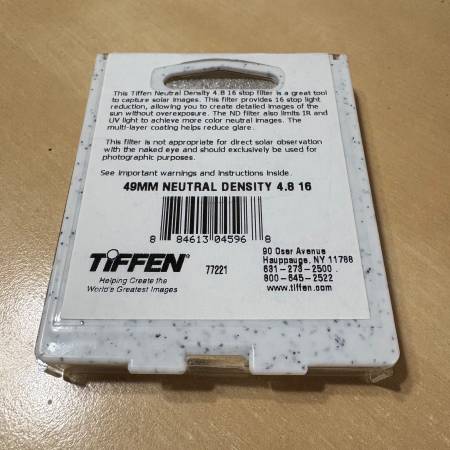 This Tiffen Neutral Density 4.8 16 stop filter is a great tool
to capture solar images. This filter provides 16 stop light
reduction, allowing you to create detailed images of the
sun without overexposure. The ND filter also limits IR and
UV light to achieve more color neutral images. The
multi-layer coating helps reduce glare.
This filter is not appropriate for direct solar observation
with the naked eye and should exclusively be used for
photographic purposes.
See important warnings and instructions inside.
49MM NEUTRAL DENSITY 4.8 16
8 84613 04596 8
TIFFEN®
Helping Create the
World's Greatest Images
77221
90 Oser Avenue
Hauppauge, NY 11788
631-273-2500 .
800-645-2522
www.tiffen.com